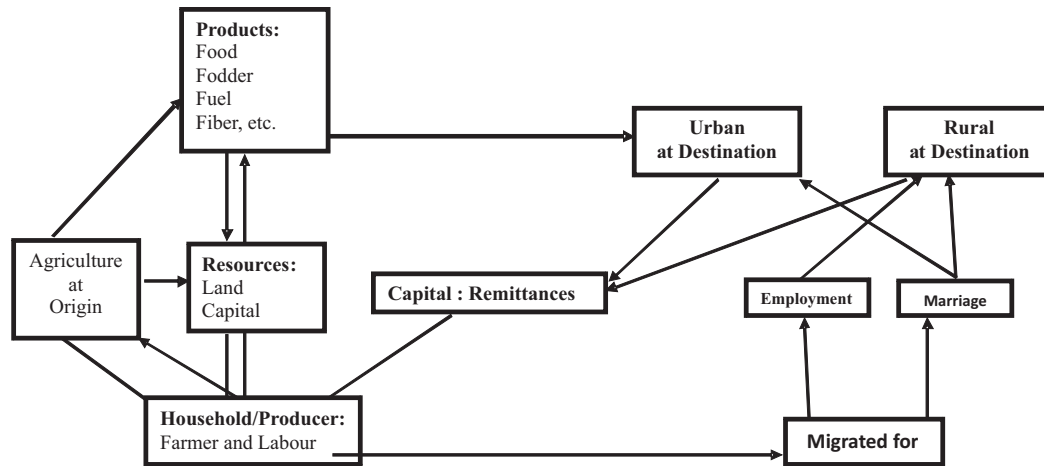 Products:
Food
Fodder
Fuel
Fiber, etc.
Urban
at Destination
Rural
at Destination
Agriculture
at
Origin
Resources:
Land
Capital
Capital : Remittances
Employment
Marriage
Household/Producer:
Farmer and Labour
Migrated for